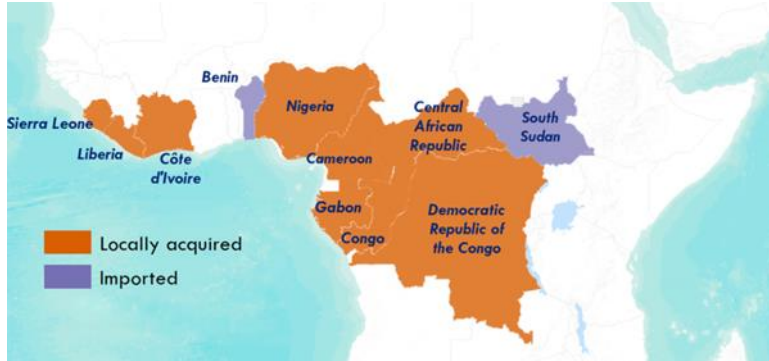 Benin
Nigeria
Central
African
Republic
South
Sudan
Sierra Leone
Liberia
Côte
d'Ivoire
Cameroon
Gabon
Congo
Democratic
Republic of
the Congo
Locally acquired
Imported